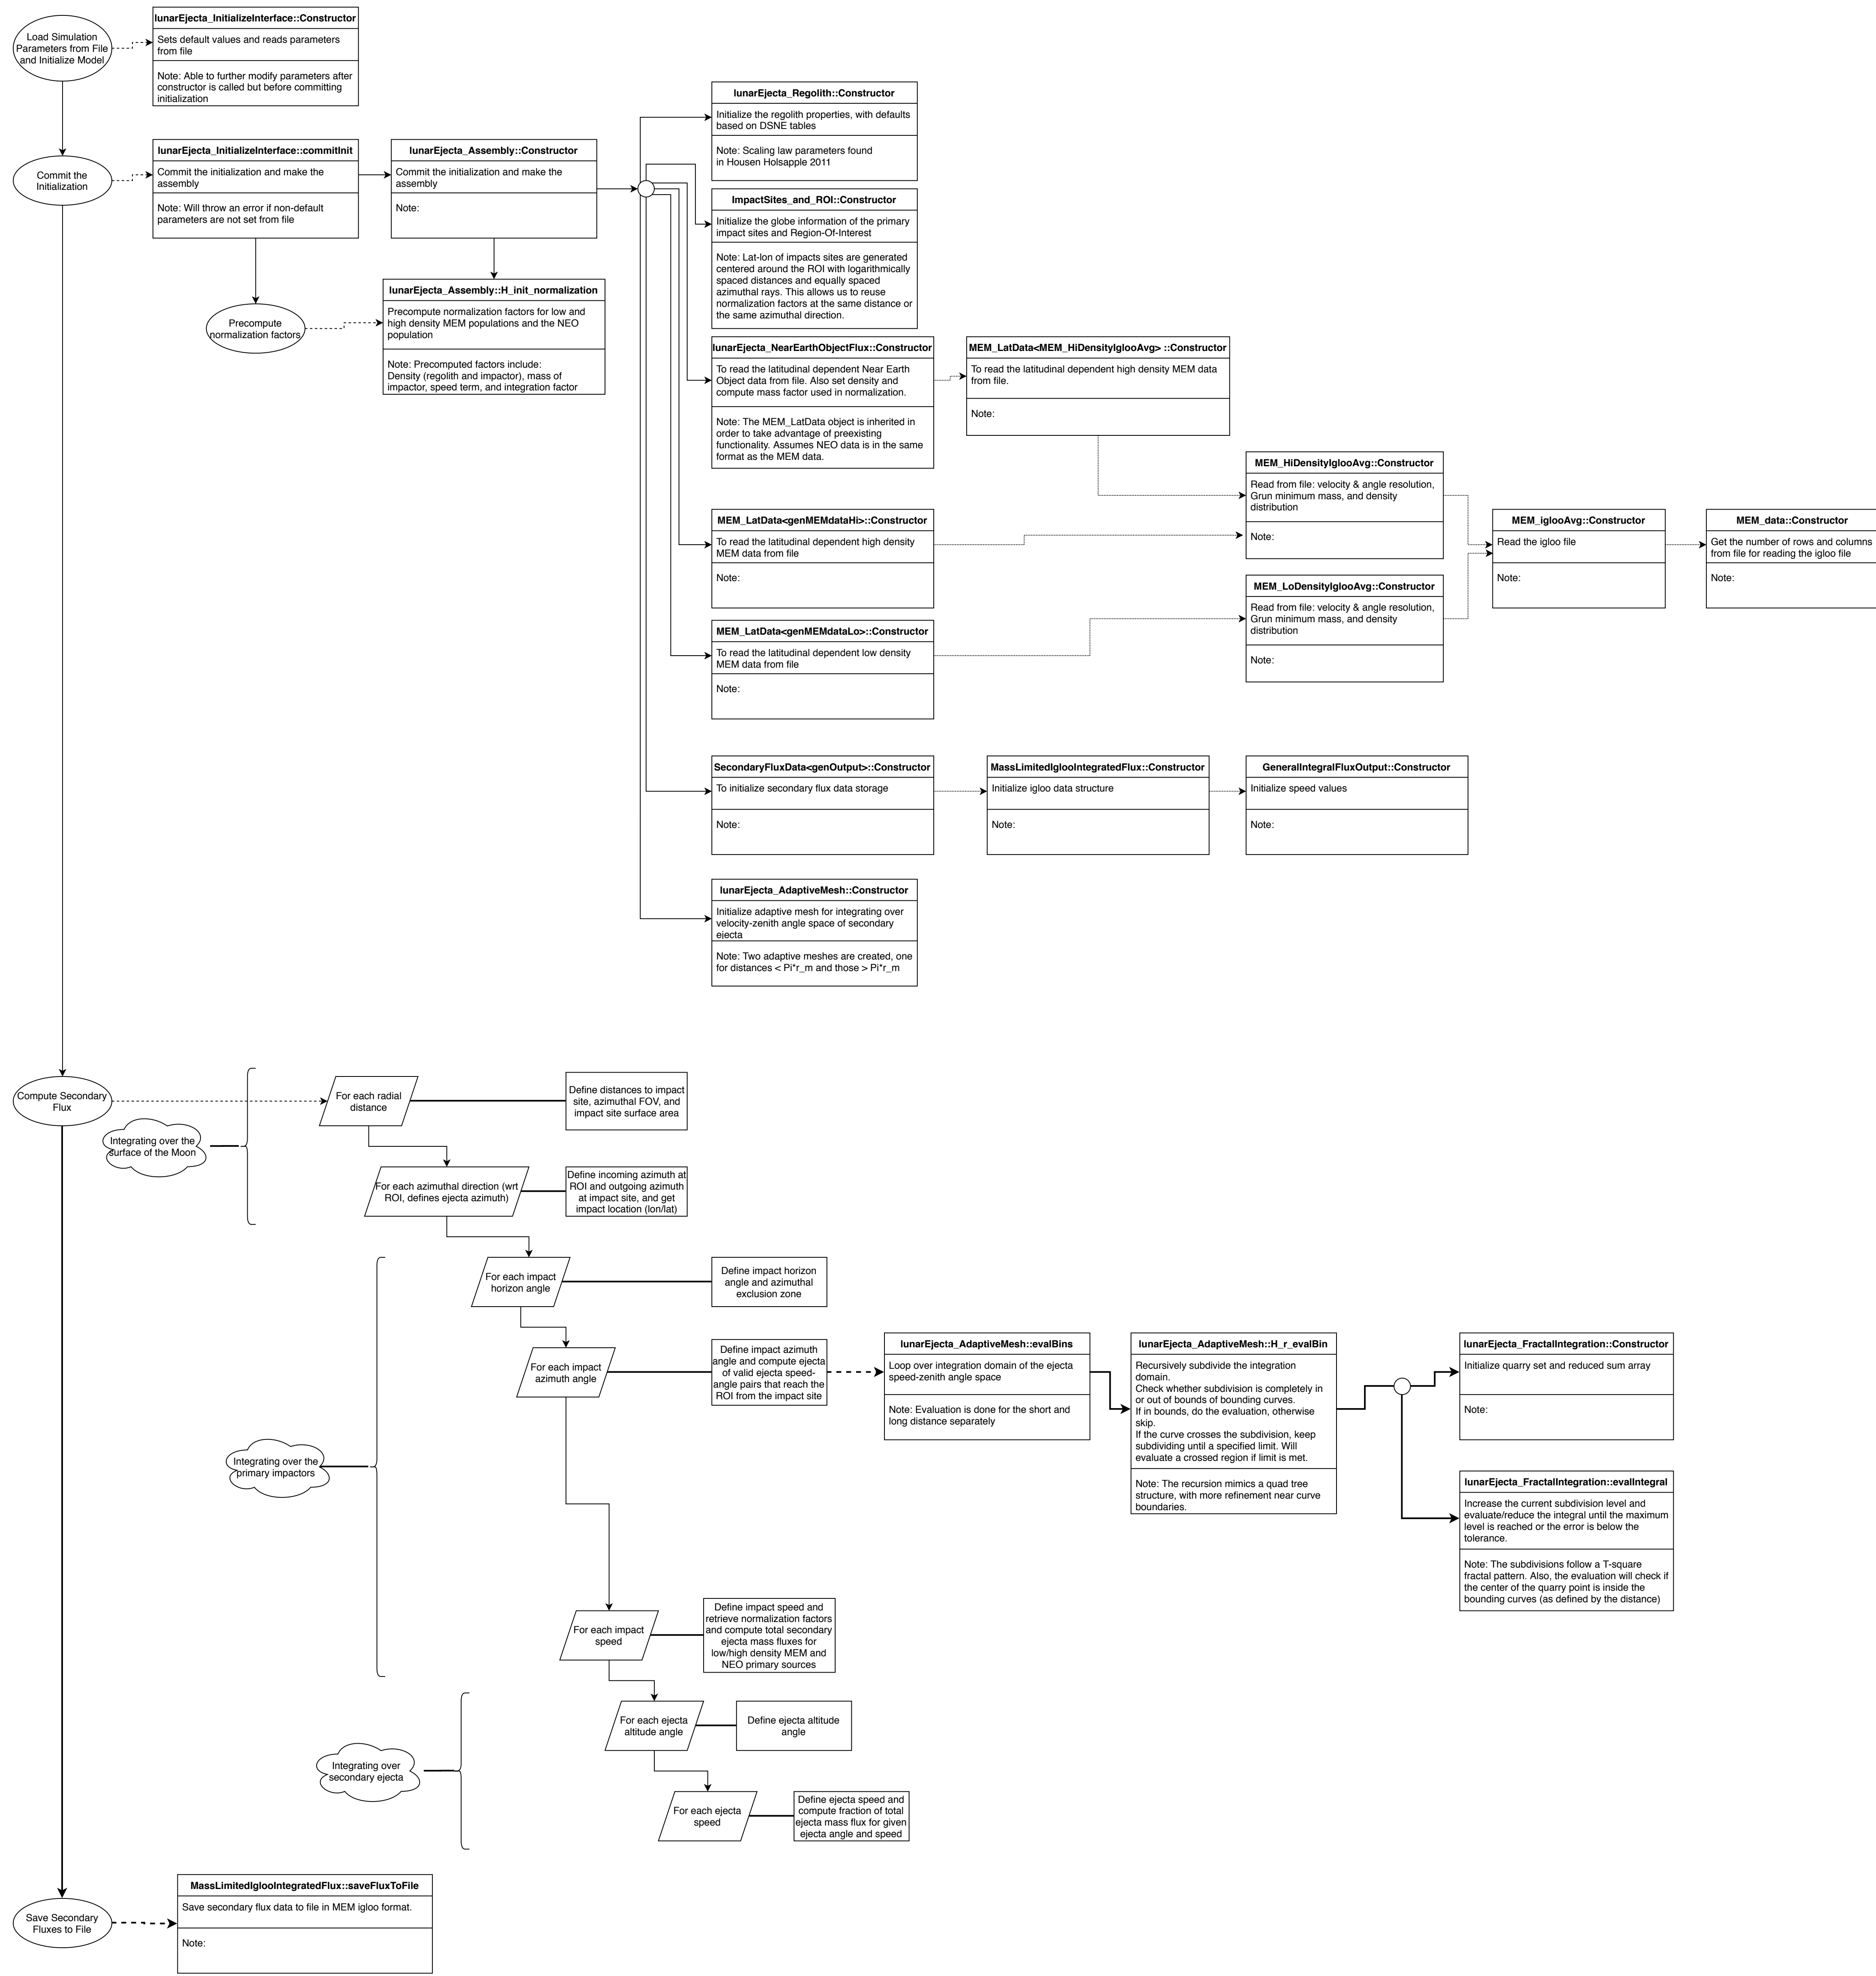 Load Simulation
Parameters from File
and Initialize Model
lunarEjecta_InitializeInterface::Constructor
Sets default values and reads parameters
from file
Note: Able to further modify parameters after
constructor is called but before committing
initialization
Commit the
Initialization
lunarEjecta_InitializeInterface::commitInit
Commit the initialization and make the
assembly
Note: Will throw an error if non-default
parameters are not set from file
lunarEjecta_Assembly::Constructor
Commit the initialization and make the
assembly
Note:
Precompute
normalization factors
lunarEjecta_Assembly::H_init_normalization
Precompute normalization factors for low and
high density MEM populations and the NEO
population
Note: Precomputed factors include:
Density (regolith and impactor), mass of
impactor, speed term, and integration factor
lunarEjecta_Regolith::Constructor
Initialize the regolith properties, with defaults
based on DSNE tables
Note: Scaling law parameters found
in Housen Holsapple 2011
ImpactSites_and_ROI::Constructor
Initialize the globe information of the primary
impact sites and Region-Of-Interest
Note: Lat-lon of impacts sites are generated
centered around the ROI with logarithmically
spaced distances and equally spaced
azimuthal rays. This allows us to reuse
normalization factors at the same distance or
the same azimuthal direction.
lunarEjecta_NearEarthObjectFlux::Constructor
To read the latitudinal dependent Near Earth
Object data from file. Also set density and
compute mass factor used in normalization.
Note: The MEM_LatData object is inherited in
order to take advantage of preexisting
functionality. Assumes NEO data is in the same
format as the MEM data.
MEM_LatData<MEM_HiDensityIglooAvg> ::Constructor
To read the latitudinal dependent high density MEM data
from file.
Note:
MEM_HiDensityIglooAvg::Constructor
Read from file: velocity & angle resolution,
Grun minimum mass, and density
distribution
Note:
MEM_LatData<genMEMdataHi>::Constructor
To read the latitudinal dependent high density
MEM data from file
Note:
MEM_iglooAvg::Constructor
Read the igloo file
Note:
MEM_data::Constructor
Get the number of rows and columns
from file for reading the igloo file
Note:
MEM_LoDensityIglooAvg::Constructor
Read from file: velocity & angle resolution,
Grun minimum mass, and density
distribution
Note:
MEM_LatData<genMEMdataLo>::Constructor
To read the latitudinal dependent low density
MEM data from file
Note:
SecondaryFluxData<genOutput>::Constructor
To initialize secondary flux data storage
Note:
MassLimitedIglooIntegratedFlux::Constructor
Initialize igloo data structure
Note:
GeneralIntegralFluxOutput::Constructor
Initialize speed values
Note:
lunarEjecta_AdaptiveMesh::Constructor
Initialize adaptive mesh for integrating over
velocity-zenith angle space of secondary
ejecta
Note: Two adaptive meshes are created, one
for distances < Pi*r_m and those > Pi*r_m
Compute Secondary
Flux
Integrating over the
surface of the Moon
For each radial
distance
Define distances to impact
site, azimuthal FOV, and
impact site surface area
For each azimuthal direction (wrt
ROI, defines ejecta azimuth)
Define incoming azimuth at
ROI and outgoing azimuth
at impact site, and get
impact location (lon/lat)
For each impact
horizon angle
Define impact horizon
angle and azimuthal
exclusion zone
For each impact
azimuth angle
Define impact azimuth
angle and compute ejecta
of valid ejecta speed-
angle pairs that reach the
ROI from the impact site
lunarEjecta_AdaptiveMesh::evalBins
Loop over integration domain of the ejecta
speed-zenith angle space
Note: Evaluation is done for the short and
long distance separately
lunarEjecta_AdaptiveMesh::H_r_evalBin
Recursively subdivide the integration
domain.
Check whether subdivision is completely in
or out of bounds of bounding curves.
If in bounds, do the evaluation, otherwise
skip.
If the curve crosses the subdivision, keep
subdividing until a specified limit. Will
evaluate a crossed region if limit is met.
Note: The recursion mimics a quad tree
structure, with more refinement near curve
boundaries.
lunarEjecta_FractalIntegration::Constructor
Initialize quarry set and reduced sum array
Note:
lunarEjecta_FractalIntegration::evalIntegral
Increase the current subdivision level and
evaluate/reduce the integral until the maximum
level is reached or the error is below the
tolerance.
Note: The subdivisions follow a T-square
fractal pattern. Also, the evaluation will check if
the center of the quarry point is inside the
bounding curves (as defined by the distance)
Integrating over the
primary impactors
For each impact
speed
Define impact speed and
retrieve normalization factors
and compute total secondary
ejecta mass fluxes for
low/high density MEM and
NEO primary sources
For each ejecta
altitude angle
Define ejecta altitude
angle
Integrating over
secondary ejecta
For each ejecta
speed
Define ejecta speed and
compute fraction of total
ejecta mass flux for given
ejecta angle and speed
Save Secondary
Fluxes to File
MassLimitedIglooIntegratedFlux::saveFluxToFile
Save secondary flux data to file in MEM igloo format.
Note: